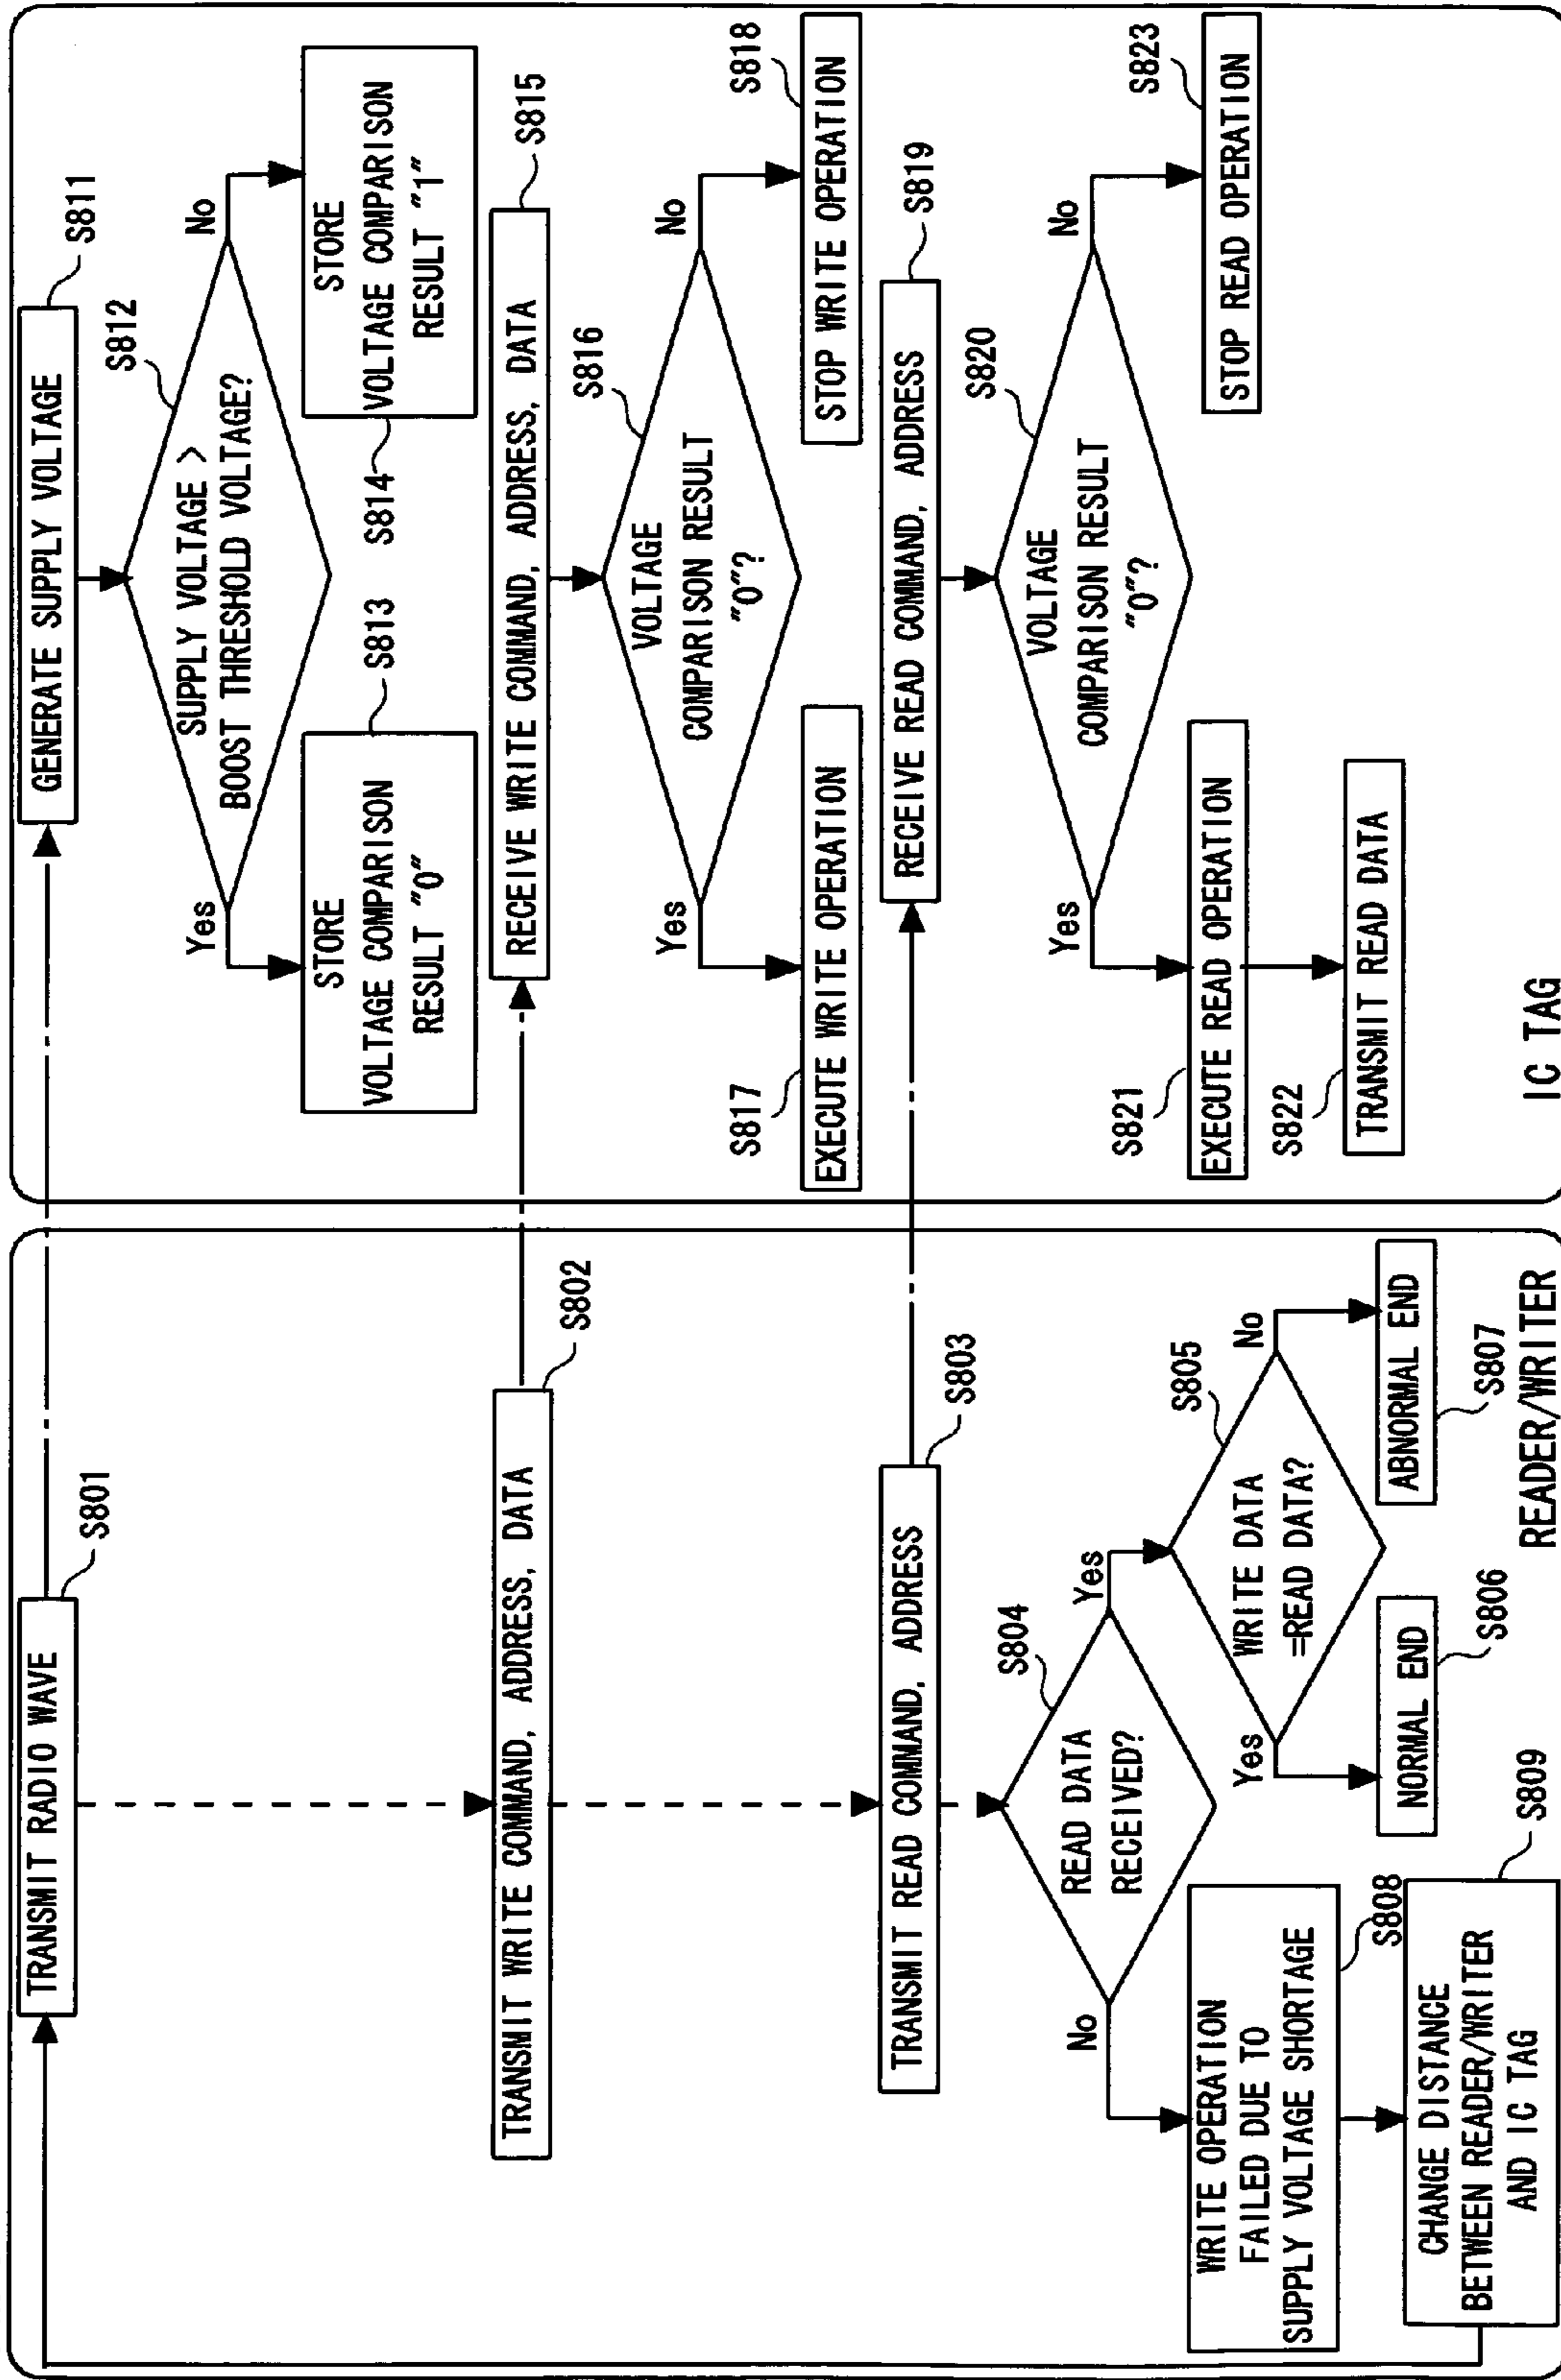 TRANSMIT RADIO WAVE
S801
TRANSMIT WRITE COMMAND, ADDRESS, DATA
S802
TRANSMIT READ COMMAND, ADDRESS
S803
READ DATA
RECEIVED?
S804
No
Yes
WRITE DATA
=READ DATA?
S805
Yes
No
NORMAL END
S806
ABNORMAL END
S807
WRITE OPERATION
FAILED DUE TO
SUPPLY VOLTAGE SHORTAGE
S808
CHANGE DISTANCE
BETWEEN READER/WRITER
AND IC TAG
S809
READER/WRITER
GENERATE SUPPLY VOLTAGE
S811
SUPPLY VOLTAGE >
BOOST THRESHOLD VOLTAGE?
S812
Yes
No
STORE
VOLTAGE COMPARISON
RESULT "0"
S813
STORE
VOLTAGE COMPARISON
RESULT "1"
S814
RECEIVE WRITE COMMAND, ADDRESS, DATA
S815
VOLTAGE
COMPARISON RESULT
"0"?
S816
Yes
No
S817
EXECUTE WRITE OPERATION
S818
STOP WRITE OPERATION
RECEIVE READ COMMAND, ADDRESS
S819
VOLTAGE
COMPARISON RESULT
"0"?
S820
Yes
No
S821
EXECUTE READ OPERATION
S822
TRANSMIT READ DATA
S823
STOP READ OPERATION
IC TAG